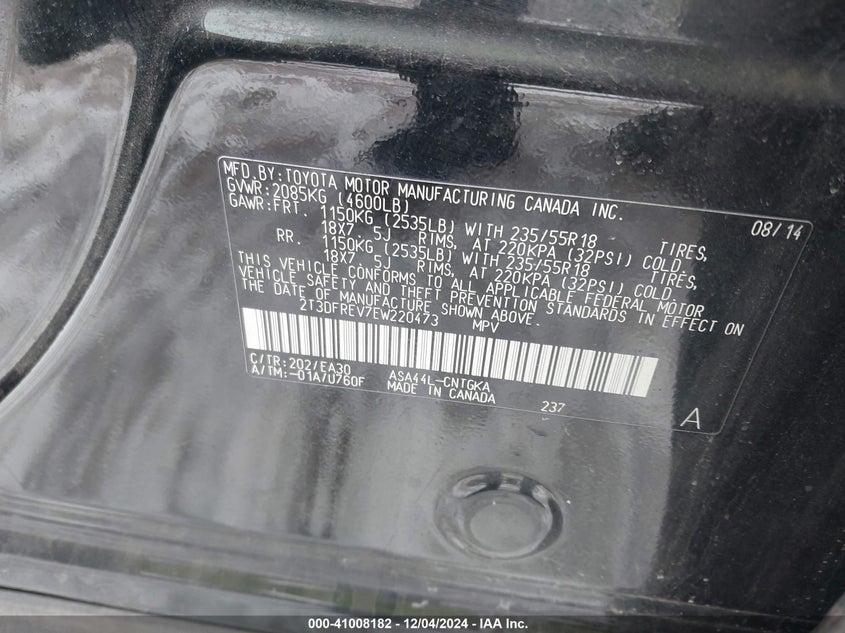 MFD.BY:TOYOTA MOTOR MANUFACTURING CANADA INC.
08/14
GVWR:2085KG (4600LB)
GAWR:FRT. 1150KG (2535LB) WITH 235/55R18 TIRES,
18X7 5J RIMS, AT 220KPA (32PSI) COLD.
RR. 1150KG (2535LB) WITH 235/55R18 TIRES,
18X7 5J RIMS, AT 220KPA (32PSI) COLD.
THIS VEHICLE CONFORMS TO ALL APPLICABLE FEDERAL MOTOR
VEHICLE SAFETY AND THEFT PREVENTION STANDARDS IN EFFECT ON
THE DATE OF MANUFACTURE SHOWN ABOVE.
2T3DFREV7EW220473 MPV
C/TR:202/EA30 ASA44L-CNTGKA
A/TM:-01A/U760F MADE IN CANADA
237
A
000-41008182 - 12/04/2024 - IAA Inc.